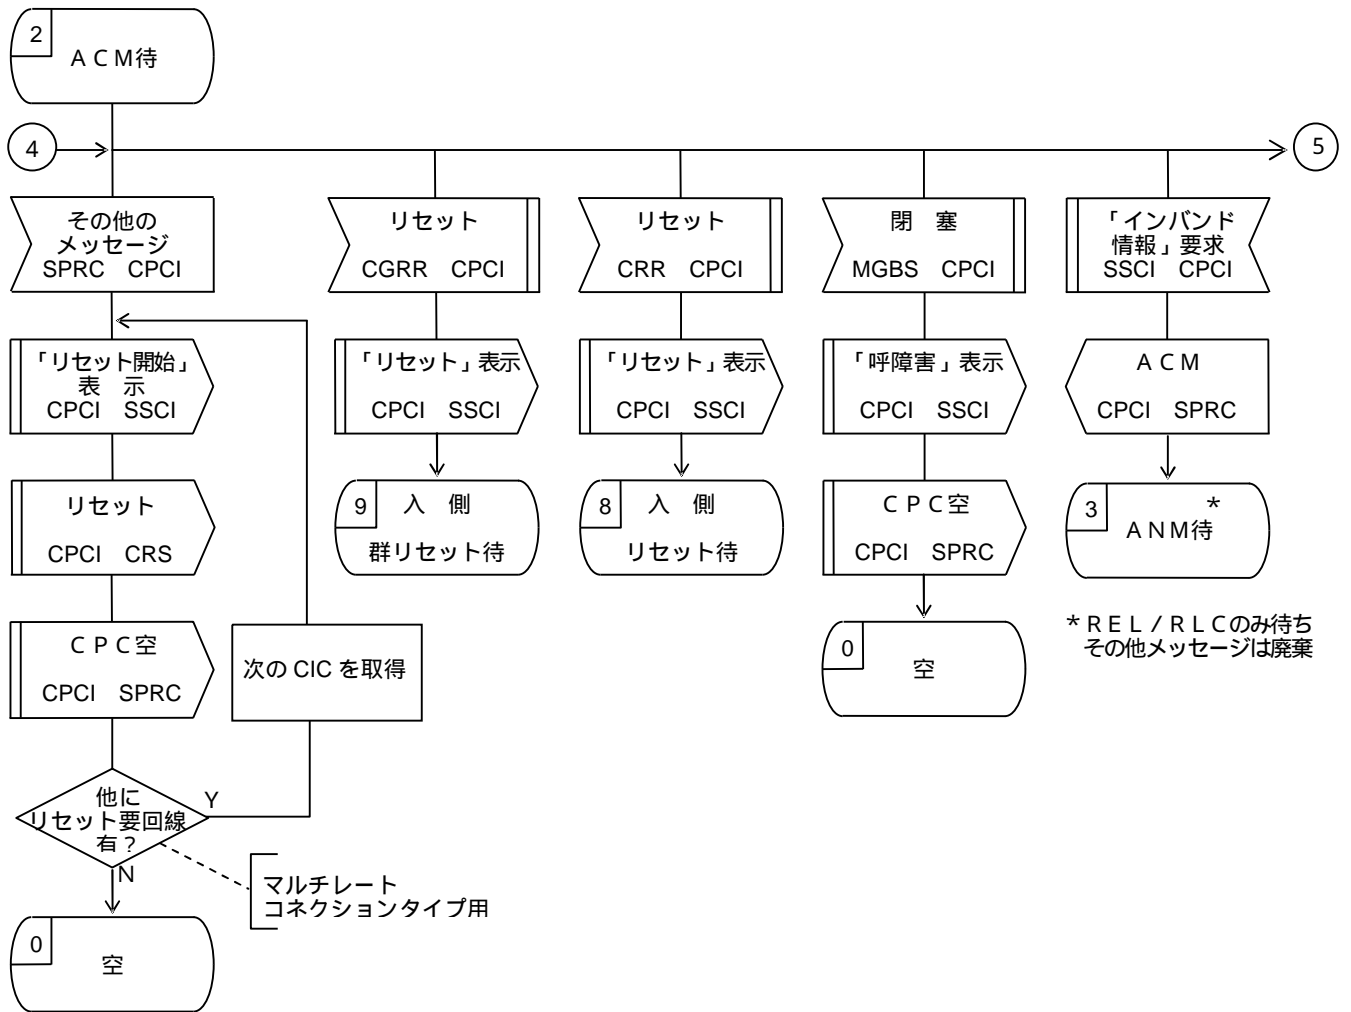 2
ＡＣＭ待
4
5
その他の
メッセージ
SPRC CPCI
リセット
CGRR CPCI
リセット
CRR CPCI
閉 塞
MGBS CPCI
「インバンド
情報」要求
SSCI CPCI
「リセット開始」
表 示
CPCI SSCI
「リセット」表示
CPCI SSCI
「リセット」表示
CPCI SSCI
「呼障害」表示
CPCI SSCI
ＡＣＭ
CPCI SPRC
リセット
CPCI CRS
9
入 側
群リセット待
8
入 側
リセット待
ＣＰＣ空
CPCI SPRC
3
*
ＡＮＭ待
ＣＰＣ空
CPCI SPRC
次の CIC を取得
0
空
*ＲＥＬ/ＲＬＣのみ待ち
その他メッセージは廃棄
他に
リセット要回線
有？
Y
N
マルチレート
コネクションタイプ用
0
空